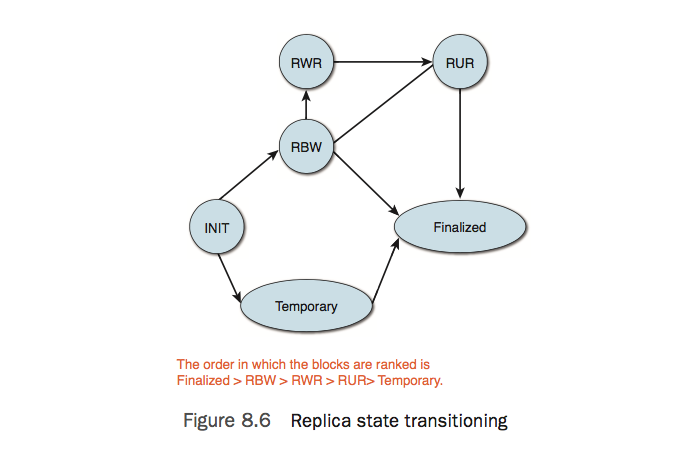 RWR
RUR
RBW
INIT
Finalized
Temporary
The order in which the blocks are ranked is
Finalized > RBW > RWR > RUR> Temporary.
Figure 8.6 Replica state transitioning